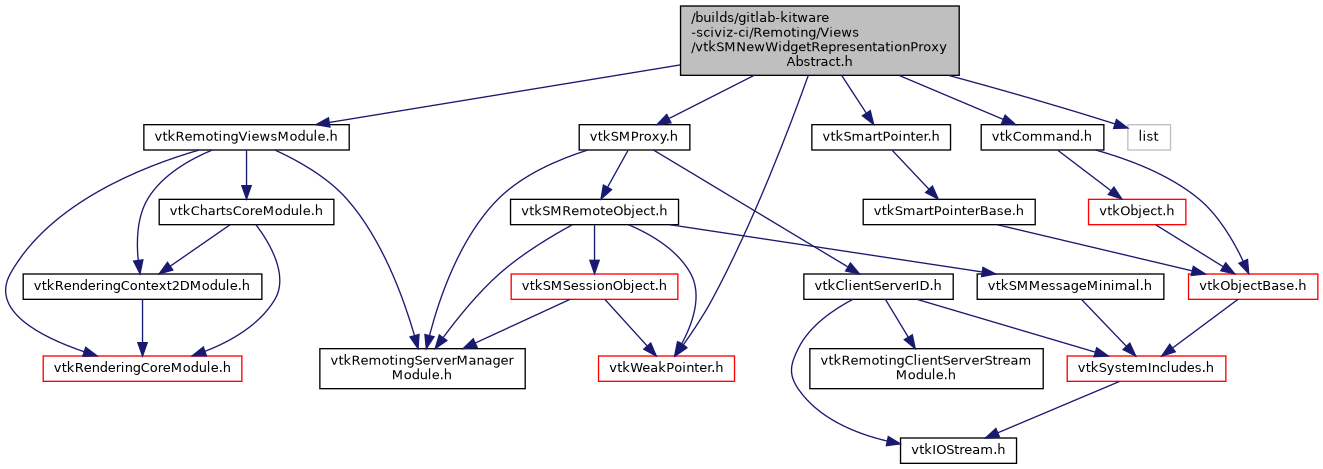 /builds/gitlab-kitware
-sciviz-ci/Remoting/Views
/vtkSMNewWidgetRepresentationProxy
Abstract.h
vtkRemotingViewsModule.h
vtkSMProxy.h
vtkSmartPointer.h
vtkCommand.h
list
vtkChartsCoreModule.h
vtkSMRemoteObject.h
vtkSmartPointerBase.h
vtkObject.h
vtkRenderingContext2DModule.h
vtkSMSessionObject.h
vtkClientServerID.h
vtkSMMessageMinimal.h
vtkObjectBase.h
vtkRenderingCoreModule.h
vtkRemotingServerManager
Module.h
vtkWeakPointer.h
vtkRemotingClientServerStream
Module.h
vtkSystemIncludes.h
vtkIOStream.h